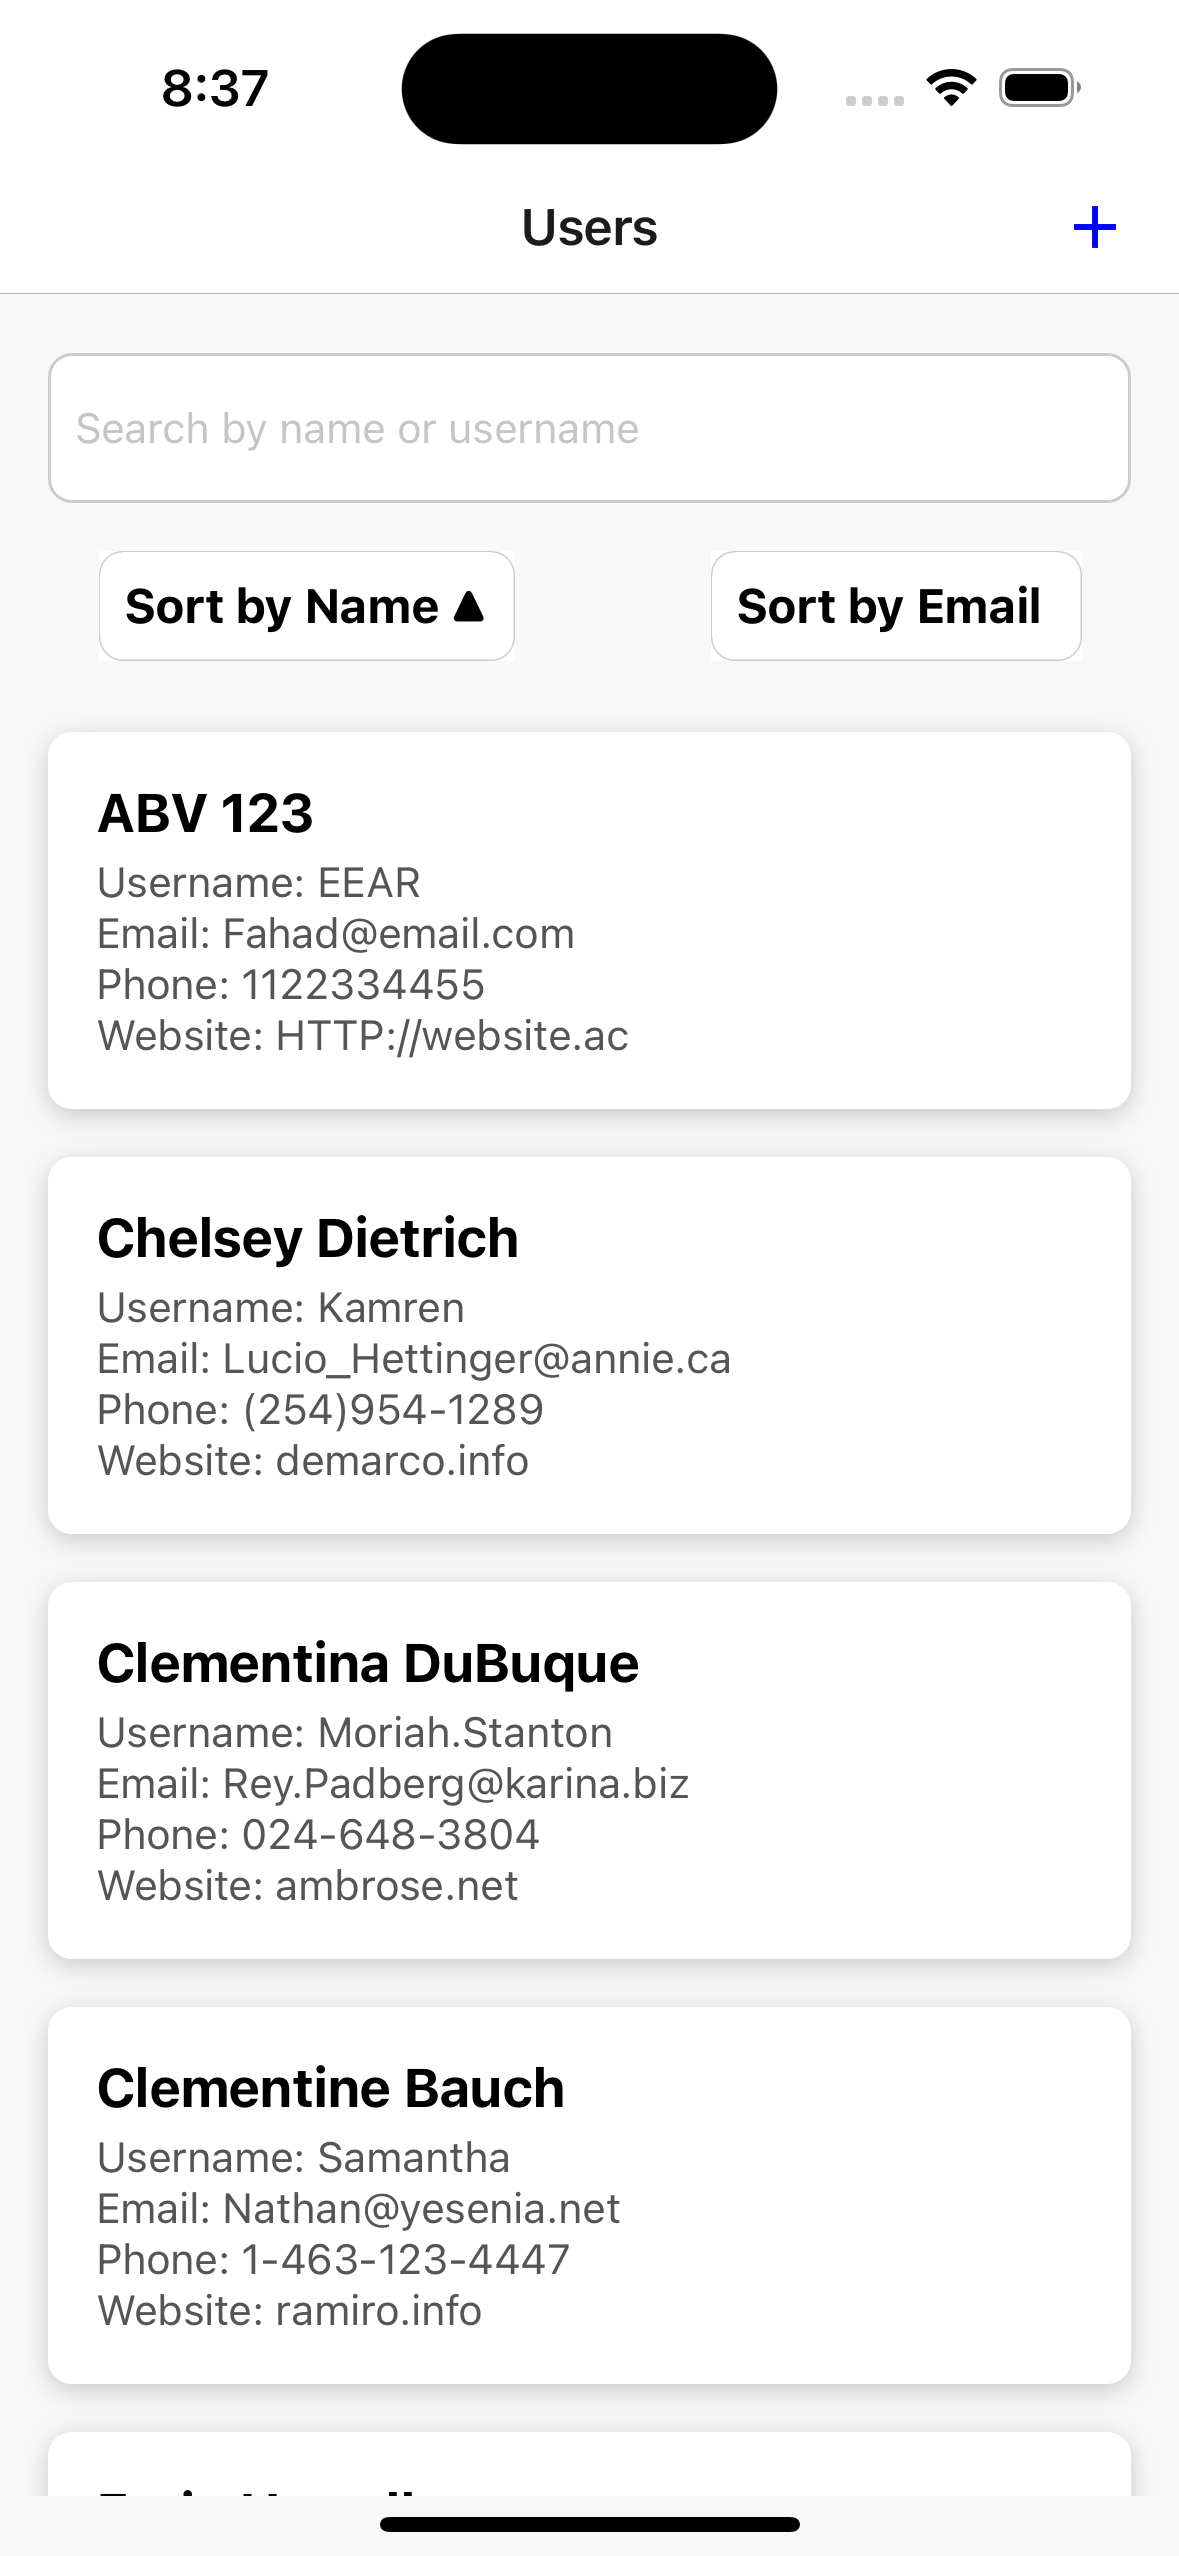 8:37
Users
Search by name or username
Sort by Name ▲
Sort by Email
ABV 123
Username: EEAR
Email: Fahad@email.com
Phone: 1122334455
Website: HTTP://website.ac
Chelsey Dietrich
Username: Kamren
Email: Lucio_Hettinger@annie.ca
Phone: (254)954-1289
Website: demarco.info
Clementina DuBuque
Username: Moriah.Stanton
Email: Rey.Padberg@karina.biz
Phone: 024-648-3804
Website: ambrose.net
Clementine Bauch
Username: Samantha
Email: Nathan@yesenia.net
Phone: 1-463-123-4447
Website: ramiro.info